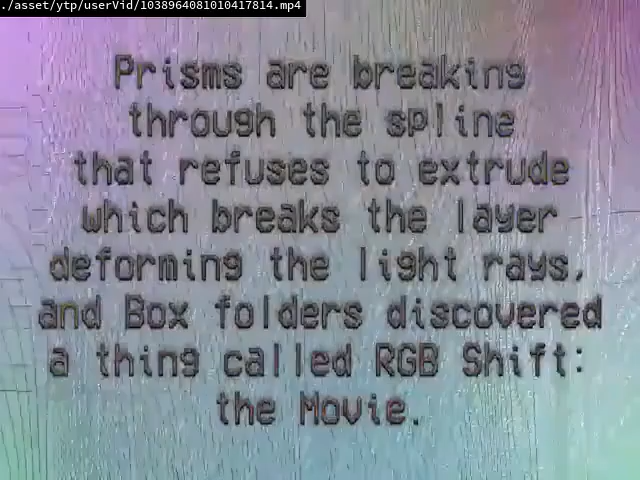 ./asset/ytp/userVid/1038964081010417814.mp4
Prisms are breaking
through the spline
that refuses to extrude
which breaks the layer
deforming the light rays,
and Box folders discovered
a thing called RGB Shift:
the Movie.